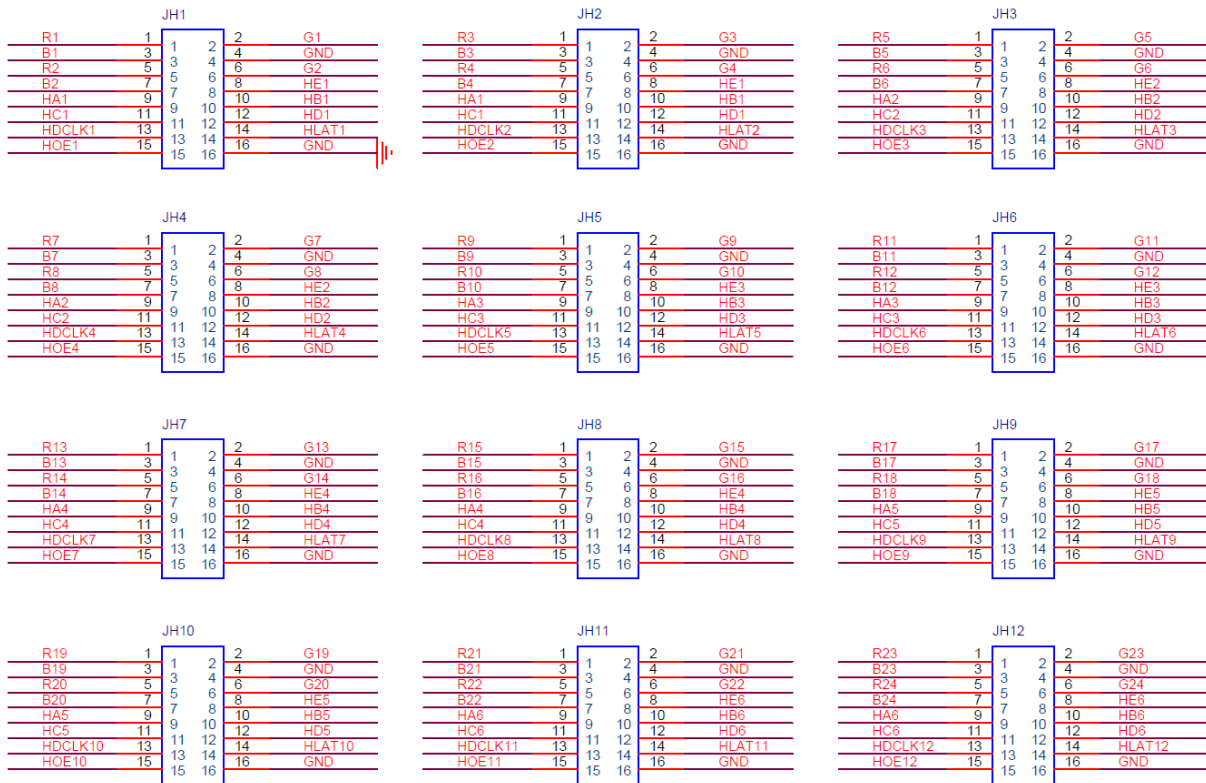 JH1
R1 1 1 2 2 G1
B1 3 3 4 4 GND
R2 5 5 6 6 G2
B2 7 7 8 8 HE1
HA1 9 9 10 10 HB1
HC1 11 11 12 12 HD1
HDCLK1 13 13 14 14 HLAT1
HOE1 15 15 16 16 GND
JH2
R3 1 1 2 2 G3
B3 3 3 4 4 GND
R4 5 5 6 6 G4
B4 7 7 8 8 HE1
HA1 9 9 10 10 HB1
HC1 11 11 12 12 HD1
HDCLK2 13 13 14 14 HLAT2
HOE2 15 15 16 16 GND
JH3
R5 1 1 2 2 G5
B5 3 3 4 4 GND
R6 5 5 6 6 G6
B6 7 7 8 8 HE2
HA2 9 9 10 10 HB2
HC2 11 11 12 12 HD2
HDCLK3 13 13 14 14 HLAT3
HOE3 15 15 16 16 GND
JH4
R7 1 1 2 2 G7
B7 3 3 4 4 GND
R8 5 5 6 6 G8
B8 7 7 8 8 HE2
HA2 9 9 10 10 HB2
HC2 11 11 12 12 HD2
HDCLK4 13 13 14 14 HLAT4
HOE4 15 15 16 16 GND
JH5
R9 1 1 2 2 G9
B9 3 3 4 4 GND
R10 5 5 6 6 G10
B10 7 7 8 8 HE3
HA3 9 9 10 10 HB3
HC3 11 11 12 12 HD3
HDCLK5 13 13 14 14 HLAT5
HOE5 15 15 16 16 GND
JH6
R11 1 1 2 2 G11
B11 3 3 4 4 GND
R12 5 5 6 6 G12
B12 7 7 8 8 HE3
HA3 9 9 10 10 HB3
HC3 11 11 12 12 HD3
HDCLK6 13 13 14 14 HLAT6
HOE6 15 15 16 16 GND
JH7
R13 1 1 2 2 G13
B13 3 3 4 4 GND
R14 5 5 6 6 G14
B14 7 7 8 8 HE4
HA4 9 9 10 10 HB4
HC4 11 11 12 12 HD4
HDCLK7 13 13 14 14 HLAT7
HOE7 15 15 16 16 GND
JH8
R15 1 1 2 2 G15
B15 3 3 4 4 GND
R16 5 5 6 6 G16
B16 7 7 8 8 HE4
HA4 9 9 10 10 HB4
HC4 11 11 12 12 HD4
HDCLK8 13 13 14 14 HLAT8
HOE8 15 15 16 16 GND
JH9
R17 1 1 2 2 G17
B17 3 3 4 4 GND
R18 5 5 6 6 G18
B18 7 7 8 8 HE5
HA5 9 9 10 10 HB5
HC5 11 11 12 12 HD5
HDCLK9 13 13 14 14 HLAT9
HOE9 15 15 16 16 GND
JH10
R19 1 1 2 2 G19
B19 3 3 4 4 GND
R20 5 5 6 6 G20
B20 7 7 8 8 HE5
HA5 9 9 10 10 HB5
HC5 11 11 12 12 HD5
HDCLK10 13 13 14 14 HLAT10
HOE10 15 15 16 16 GND
JH11
R21 1 1 2 2 G21
B21 3 3 4 4 GND
R22 5 5 6 6 G22
B22 7 7 8 8 HE6
HA6 9 9 10 10 HB6
HC6 11 11 12 12 HD6
HDCLK11 13 13 14 14 HLAT11
HOE11 15 15 16 16 GND
JH12
R23 1 1 2 2 G23
B23 3 3 4 4 GND
R24 5 5 6 6 G24
B24 7 7 8 8 HE6
HA6 9 9 10 10 HB6
HC6 11 11 12 12 HD6
HDCLK12 13 13 14 14 HLAT12
HOE12 15 15 16 16 GND